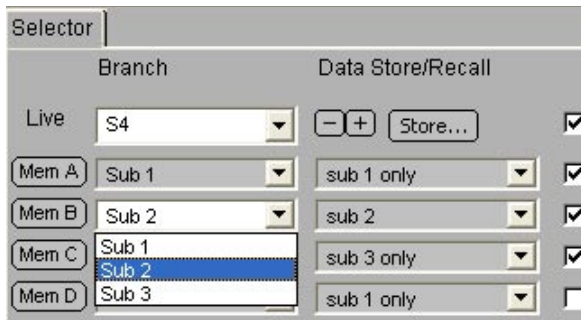 Selector
Branch Data Store/Recall
Live S4 − + Store...
Mem A Sub 1 sub 1 only
Mem B Sub 2 sub 2
Sub 1
Mem C Sub 2 sub 3 only
Mem D Sub 3 sub 1 only